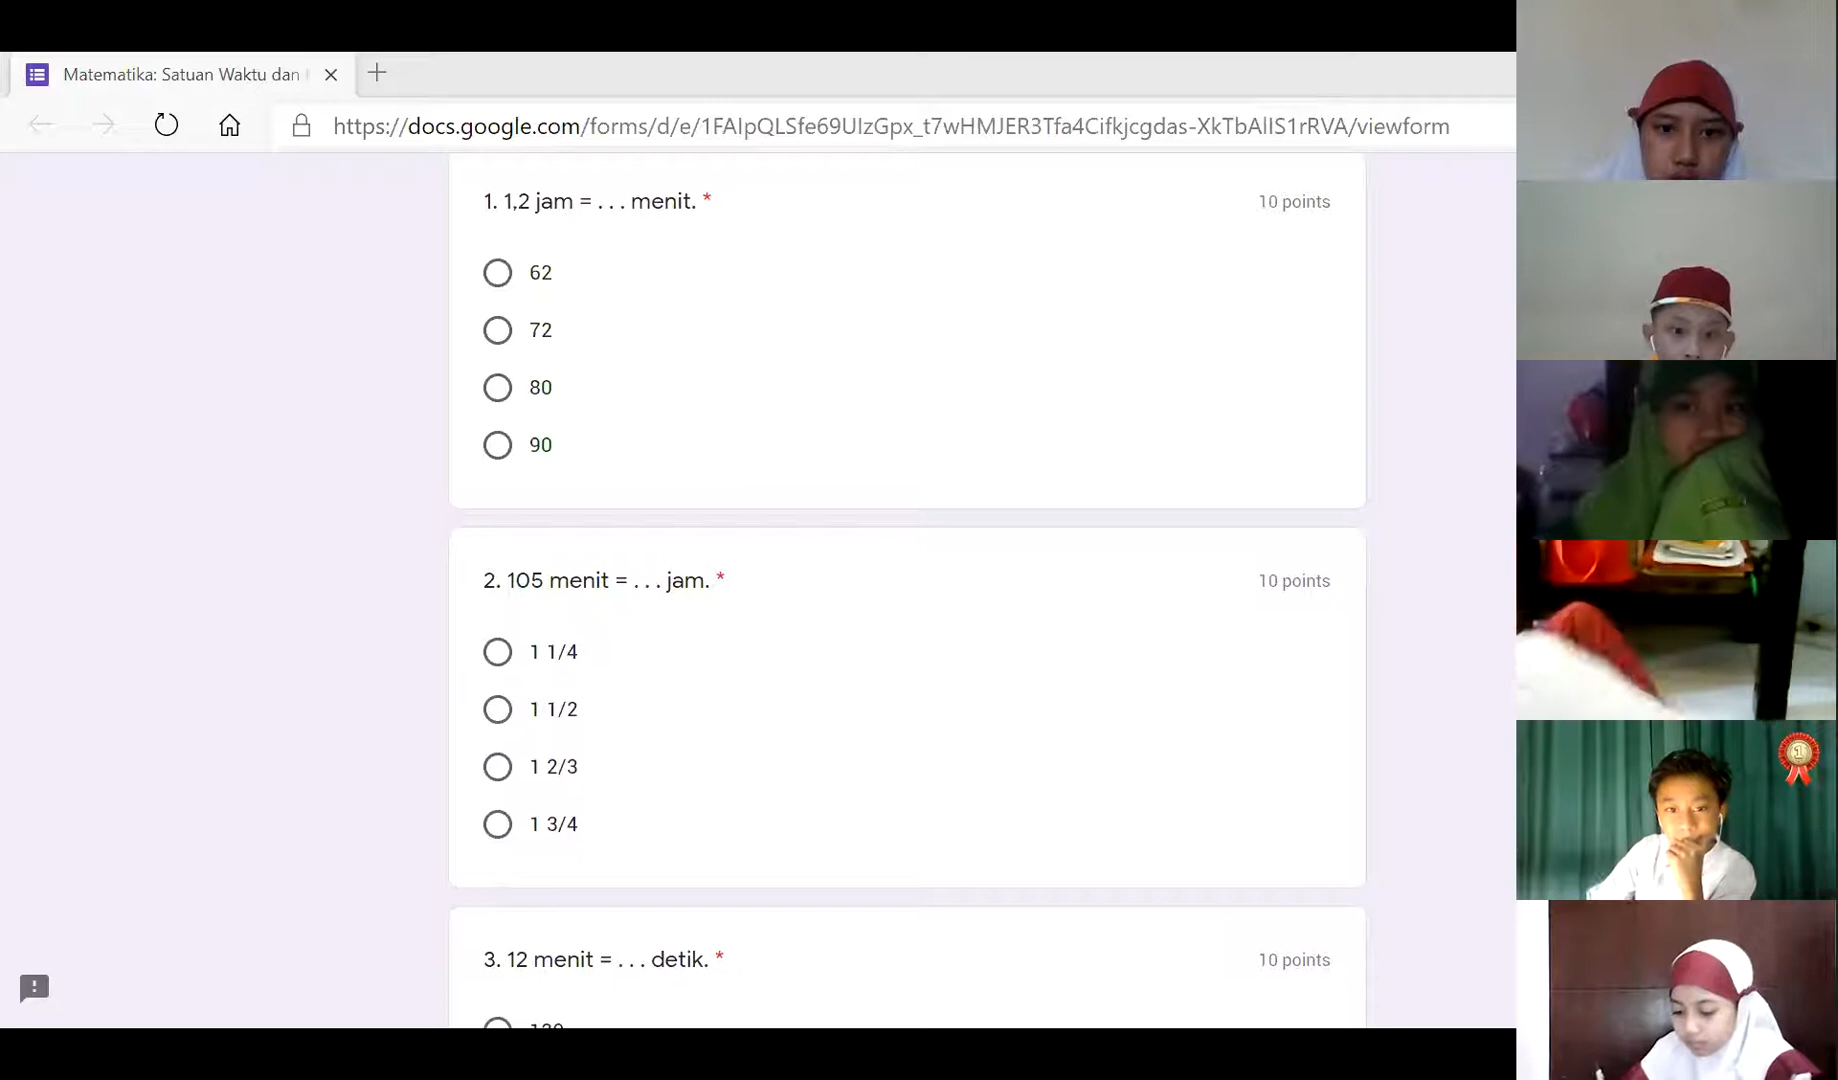 Matematika: Satuan Waktu dan
https://docs.google.com/forms/d/e/1FAIpQLSfe69UIzGpx_t7wHMJER3Tfa4Cifkjcgdas-XkTbAlIS1rRVA/viewform
1. 1,2 jam = . . . menit. *
10 points
62
72
80
90
2. 105 menit = . . . jam. *
10 points
1 1/4
1 1/2
1 2/3
1 3/4
3. 12 menit = . . . detik. *
10 points
1